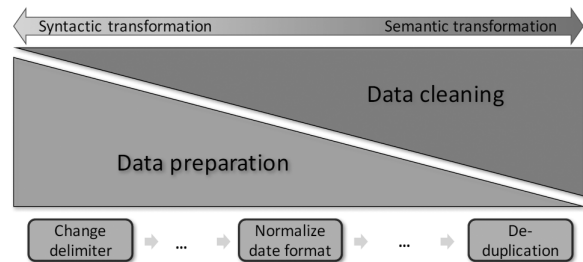 Syntactic transformation Semantic transformation
Data cleaning
Data preparation
Change
delimiter
...
Normalize
date format
...
De-
duplication